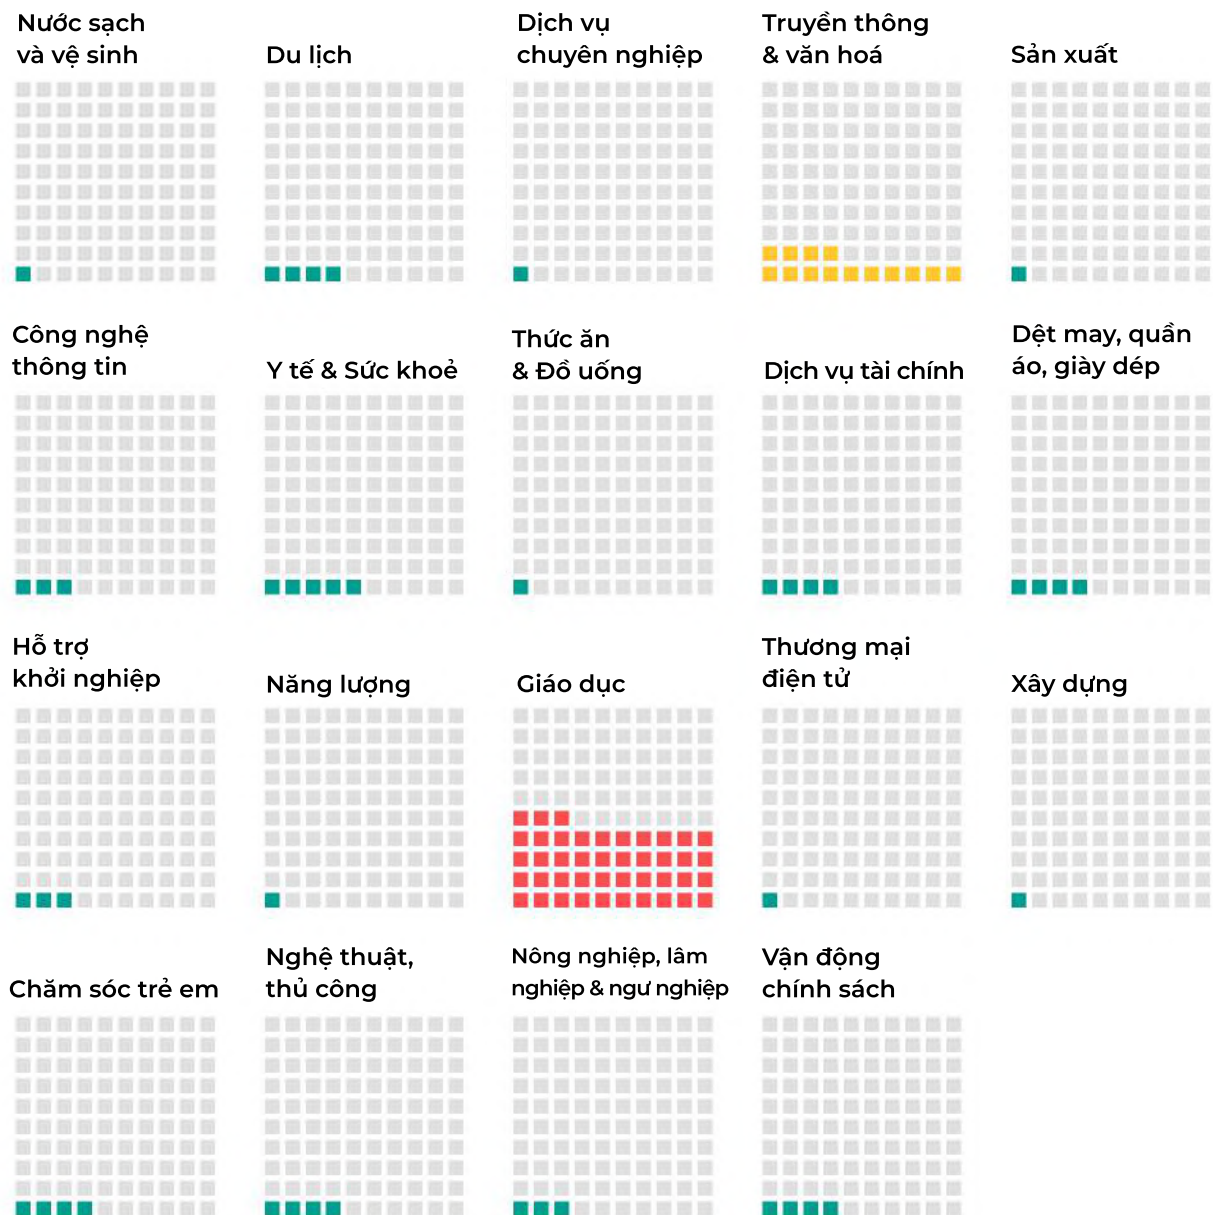 Nước sạch
và vệ sinh
Du lịch
Dịch vụ
chuyên nghiệp
Truyền thông
& văn hoá
Sản xuất
Công nghệ
thông tin
Y tế & Sức khoẻ
Thức ăn
& Đồ uống
Dịch vụ tài chính
Dệt may, quần
áo, giày dép
Hỗ trợ
khởi nghiệp
Năng lượng
Giáo dục
Thương mại
điện tử
Xây dựng
Chăm sóc trẻ em
Nghệ thuật,
thủ công
Nông nghiệp, lâm
nghiệp & ngư nghiệp
Vận động
chính sách